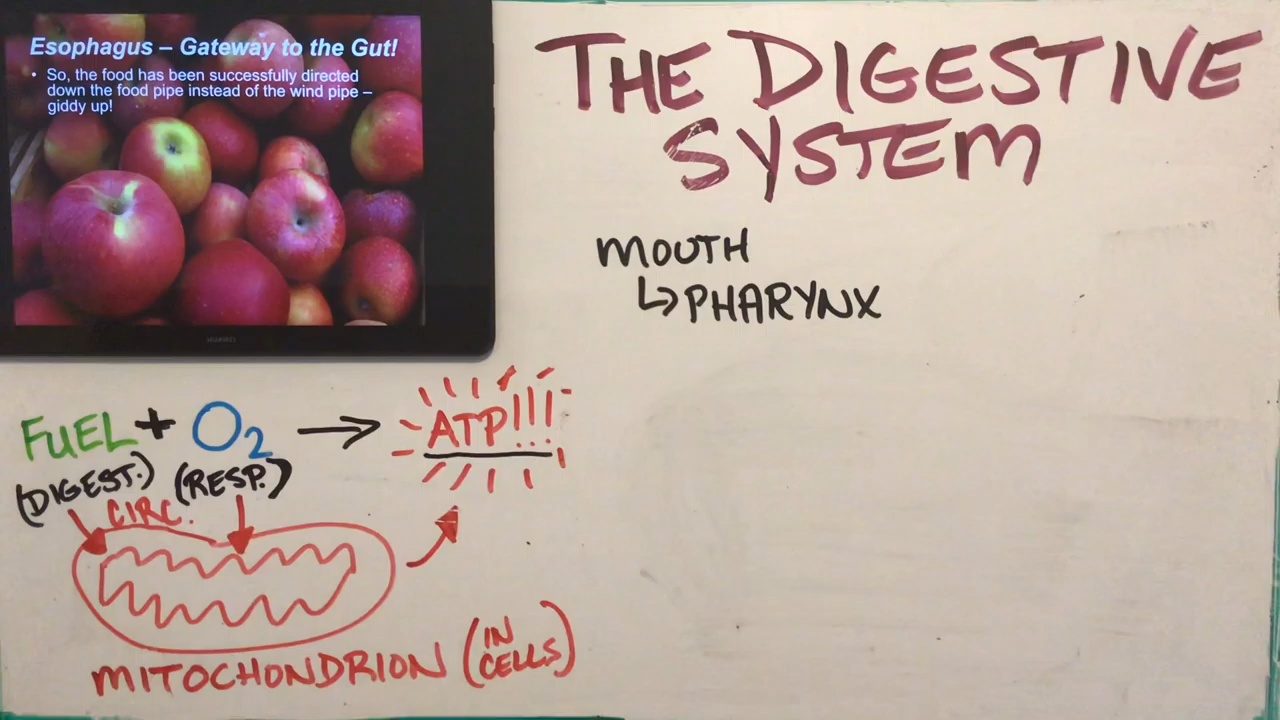 Esophagus – Gateway to the Gut!
• So, the food has been successfully directed
down the food pipe instead of the wind pipe –
giddy up!
THE DIGESTIVE
SYSTEM
MOUTH
↳PHARYNX
FUEL + O2 → ATP!!!
(DIGEST.) (RESP.)
CIRC.
MITOCHONDRION (IN CELLS)